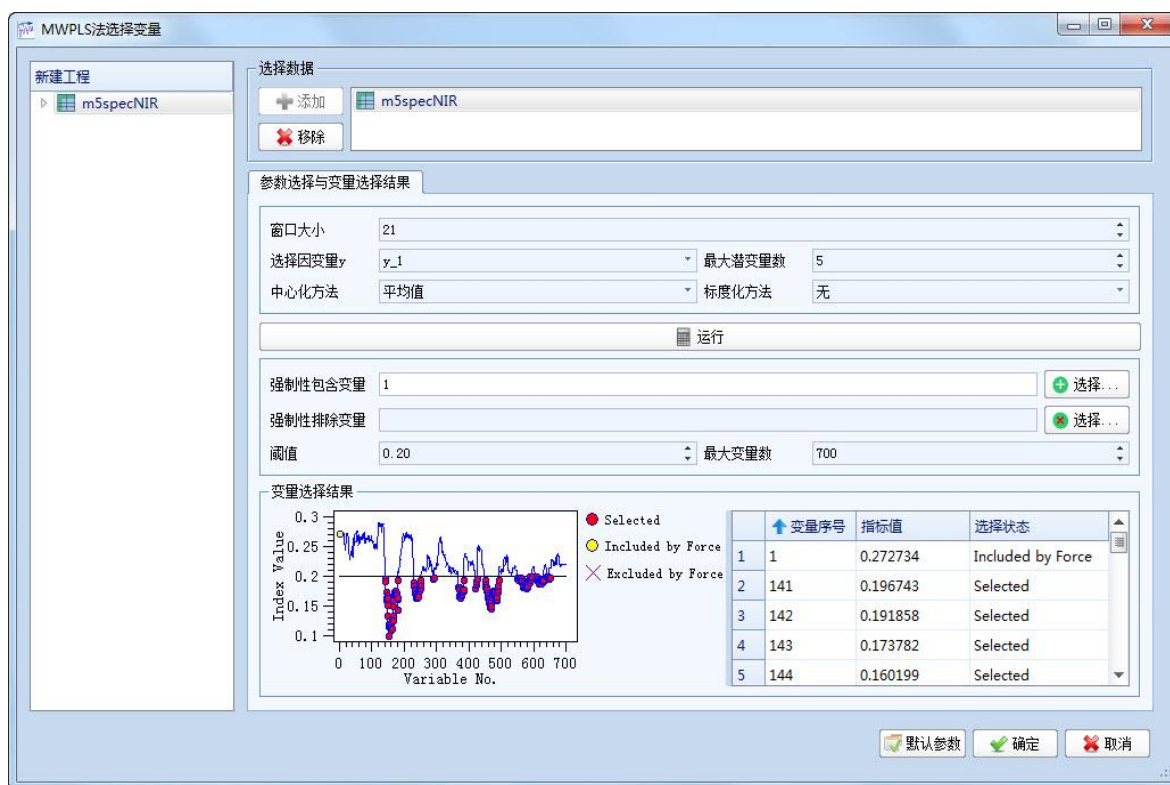 MWPLS法选择变量
新建工程
m5specNIR
选择数据
添加
m5specNIR
移除
参数选择与变量选择结果
窗口大小 21
选择因变量y y_1 最大潜变量数 5
中心化方法 平均值 标度化方法 无
运行
强制性包含变量 1 选择...
强制性排除变量 选择...
阈值 0.20 最大变量数 700
变量选择结果
0.3
0.25
0.2
0.15
0.1
Index Value
0 100 200 300 400 500 600 700
Variable No.
Selected
Included by Force
Excluded by Force
变量序号 指标值 选择状态
1 1 0.272734 Included by Force
2 141 0.196743 Selected
3 142 0.191858 Selected
4 143 0.173782 Selected
5 144 0.160199 Selected
默认参数 确定 取消